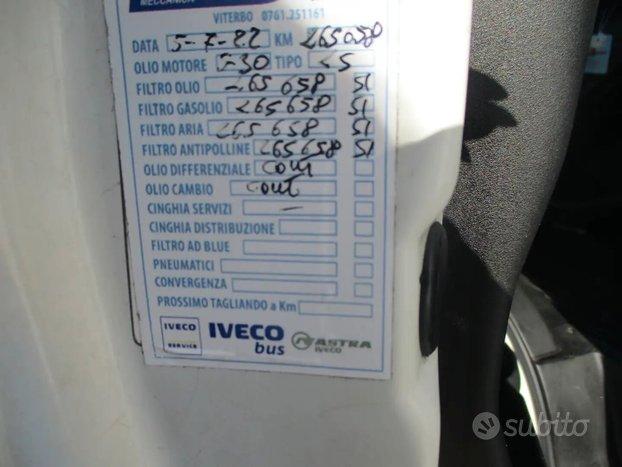 MECCANICA
VITERBO 0761.251161
DATA 5-7-22 KM 265050
OLIO MOTORE 5-30 TIPO
FILTRO OLIO 265658 SI
FILTRO GASOLIO 265658 SI
FILTRO ARIA 265658 SI
FILTRO ANTIPOLLINE 265658 SI
OLIO DIFFERENZIALE cont
OLIO CAMBIO cont
CINGHIA SERVIZI —
CINGHIA DISTRIBUZIONE
FILTRO AD BLUE
PNEUMATICI
CONVERGENZA
PROSSIMO TAGLIANDO a Km
IVECO SERVICE IVECO bus ASTRA IVECO
subito